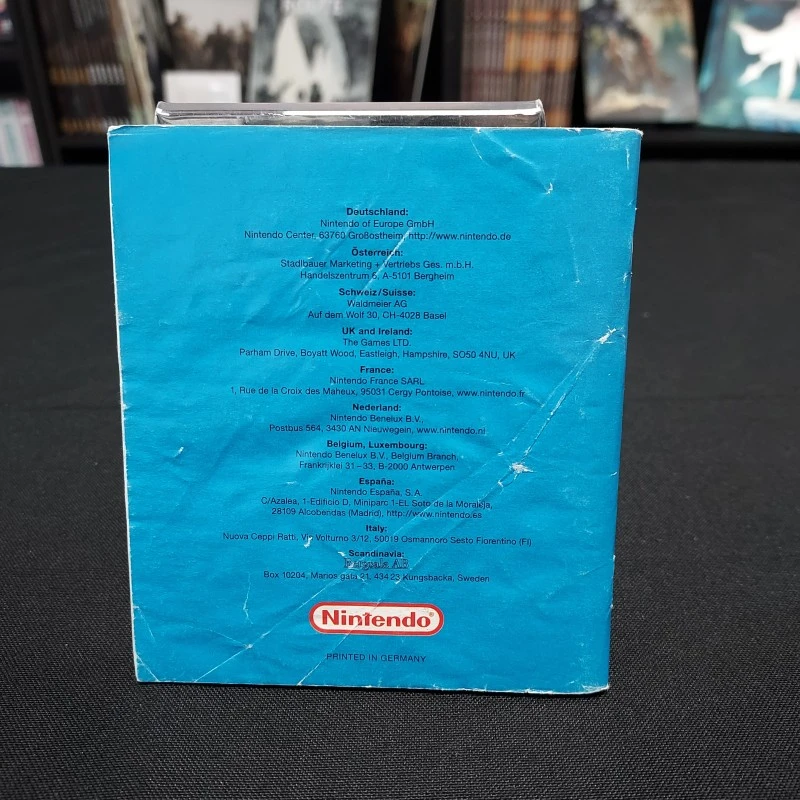 Deutschland:
Nintendo of Europe GmbH
Nintendo Center, 63760 Großostheim, http://www.nintendo.de
Österreich:
Stadlbauer Marketing + Vertriebs Ges. m.b.H.
Handelszentrum 6, A-5101 Bergheim
Schweiz/Suisse:
Waldmeier AG
Auf dem Wolf 30, CH-4028 Basel
UK and Ireland:
The Games LTD.
Parham Drive, Boyatt Wood, Eastleigh, Hampshire, SO50 4NU, UK
France:
Nintendo France SARL
1, Rue de la Croix des Maheux, 95031 Cergy Pontoise, www.nintendo.fr
Nederland:
Nintendo Benelux B.V.
Postbus 564, 3430 AN Nieuwegein, www.nintendo.nl
Belgium, Luxembourg:
Nintendo Benelux B.V., Belgium Branch
Frankrijklei 31–33, B-2000 Antwerpen
España:
Nintendo España, S.A.
C/Azalea, 1-Edificio D, Miniparc 1-EL Soto de la Moraleja,
28109 Alcobendas (Madrid), http://www.nintendo.es
Italy:
Nuova Ceppi Ratti, Via Volturno 3/12, 50019 Osmannoro Sesto Fiorentino (FI)
Scandinavia:
Bergsala AB
Box 10204, Marios gata 21, 434 23 Kungsbacka, Sweden
Nintendo®
PRINTED IN GERMANY